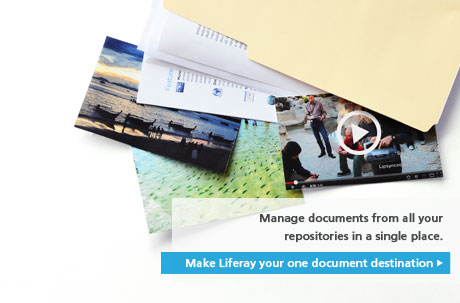 Manage documents from all your
repositories in a single place.
Make Liferay your one document destination